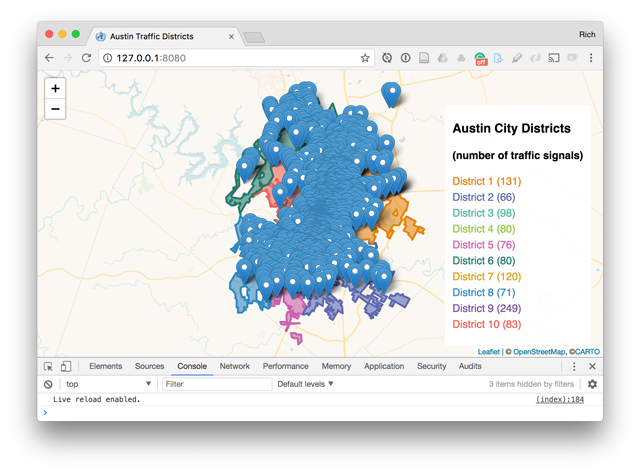 Austin Traffic Districts
Rich
127.0.0.1:8080
off
+
−
Austin City Districts
(number of traffic signals)
District 1 (131)
District 2 (66)
District 3 (98)
District 4 (80)
District 5 (76)
District 6 (80)
District 7 (120)
District 8 (71)
District 9 (249)
District 10 (83)
Leaflet | © OpenStreetMap, ©CARTO
Elements Sources Console Network Performance Memory Application Security Audits
top Filter Default levels 3 items hidden by filters
Live reload enabled. (index):184